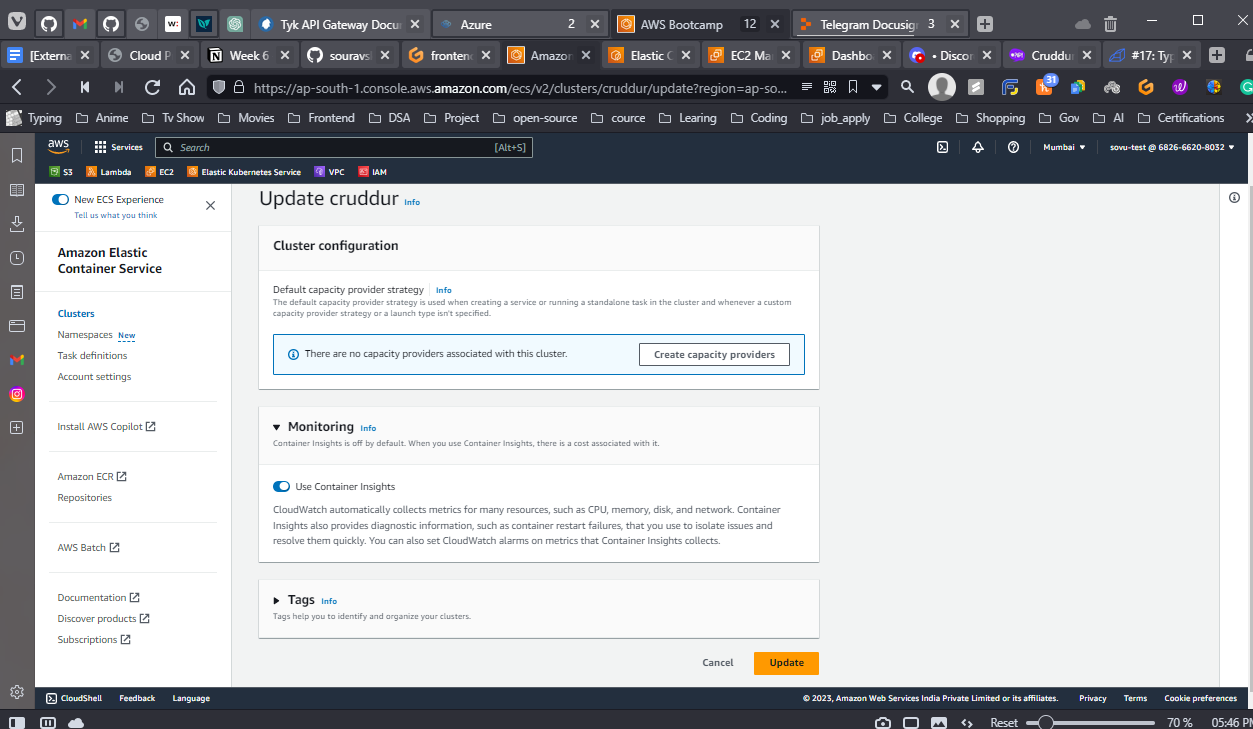 Tyk API Gateway Docu
Azure
2
AWS Bootcamp
12
Telegram Docusig
3
[Externa
Cloud P
Week 6
souravs
fronten
Amazon
Elastic C
EC2 Ma
Dashbo
• Discor
Cruddur
#17: Typ
https://ap-south-1.console.aws.amazon.com/ecs/v2/clusters/cruddur/update?region=ap-so...
31
Typing
Anime
Tv Show
Movies
Frontend
DSA
Project
open-source
cource
Learing
Coding
job_apply
College
Shopping
Gov
AI
Certifications
aws
Services
Search
[Alt+S]
Mumbai
sovu-test @ 6826-6620-8032
S3
Lambda
EC2
Elastic Kubernetes Service
VPC
IAM
New ECS Experience
Tell us what you think
Amazon Elastic
Container Service
Clusters
Namespaces New
Task definitions
Account settings
Install AWS Copilot
Amazon ECR
Repositories
AWS Batch
Documentation
Discover products
Subscriptions
Update cruddur Info
Cluster configuration
Default capacity provider strategy Info
The default capacity provider strategy is used when creating a service or running a standalone task in the cluster and whenever a custom
capacity provider strategy or a launch type isn't specified.
There are no capacity providers associated with this cluster.
Create capacity providers
Monitoring Info
Container Insights is off by default. When you use Container Insights, there is a cost associated with it.
Use Container Insights
CloudWatch automatically collects metrics for many resources, such as CPU, memory, disk, and network. Container
Insights also provides diagnostic information, such as container restart failures, that you use to isolate issues and
resolve them quickly. You can also set CloudWatch alarms on metrics that Container Insights collects.
Tags Info
Tags help you to identify and organize your clusters.
Cancel
Update
CloudShell
Feedback
Language
© 2023, Amazon Web Services India Private Limited or its affiliates.
Privacy
Terms
Cookie preferences
Reset
70 %
05:46 PM